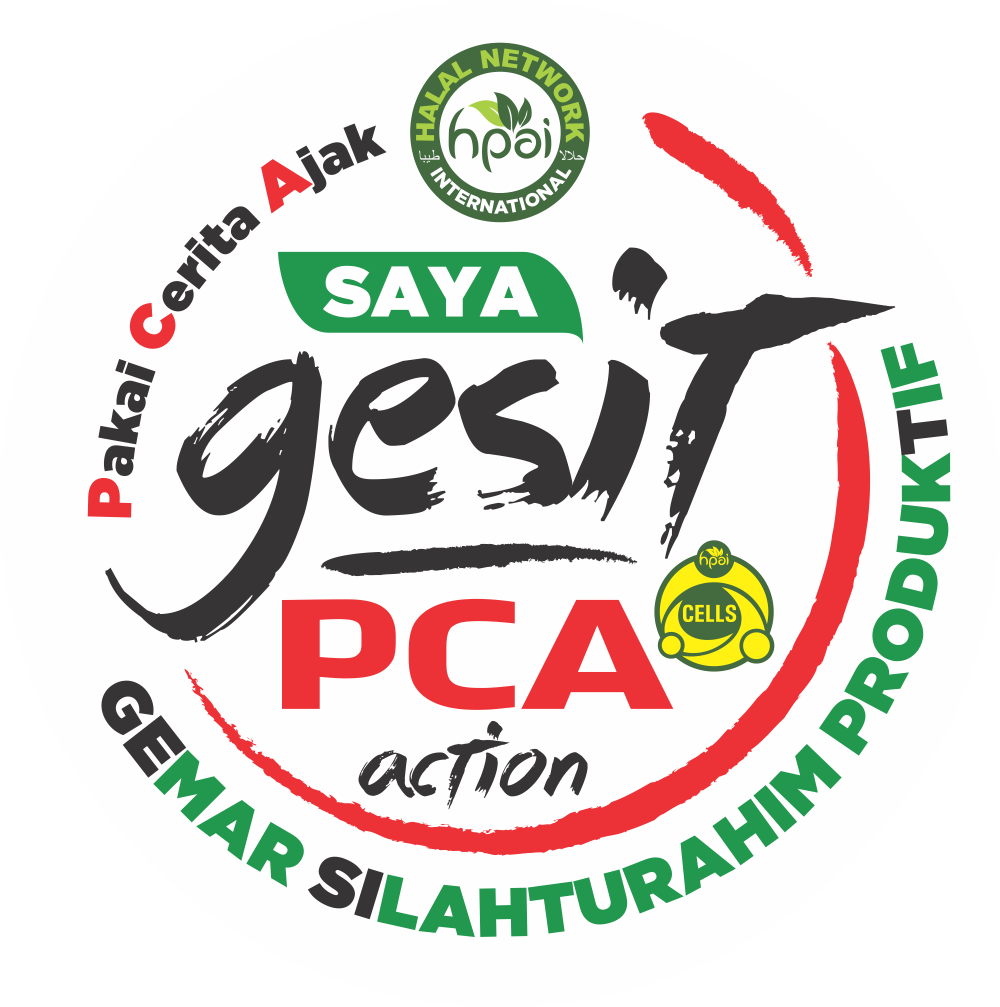 HALAL NETWORK
hpai
طيبا حلالا
INTERNATIONAL
Pakai Cerita Ajak
SAYA
gesit
PCA
hpai
CELLS
action
GEMAR SILAHTURAHIM PRODUKTIF